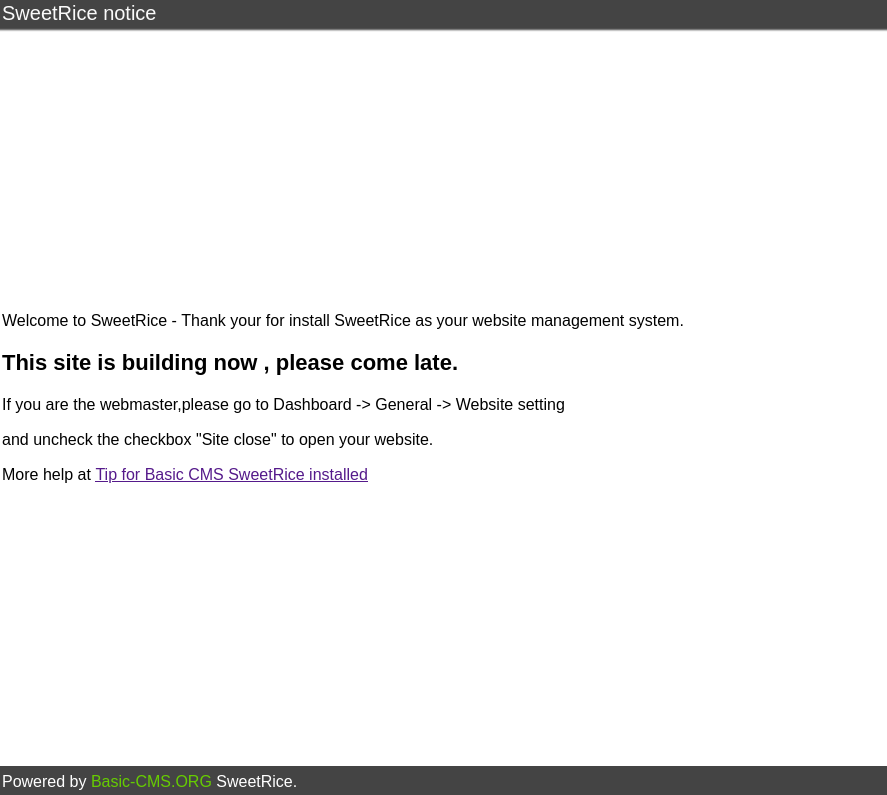 SweetRice notice
Welcome to SweetRice - Thank your for install SweetRice as your website management system.
This site is building now , please come late.
If you are the webmaster,please go to Dashboard -> General -> Website setting
and uncheck the checkbox "Site close" to open your website.
More help at Tip for Basic CMS SweetRice installed
Powered by Basic-CMS.ORG SweetRice.